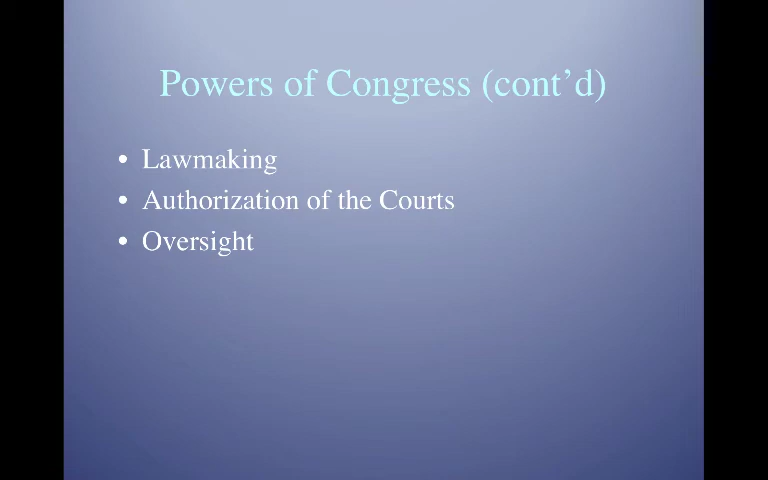 Powers of Congress (cont’d)
• Lawmaking
• Authorization of the Courts
• Oversight